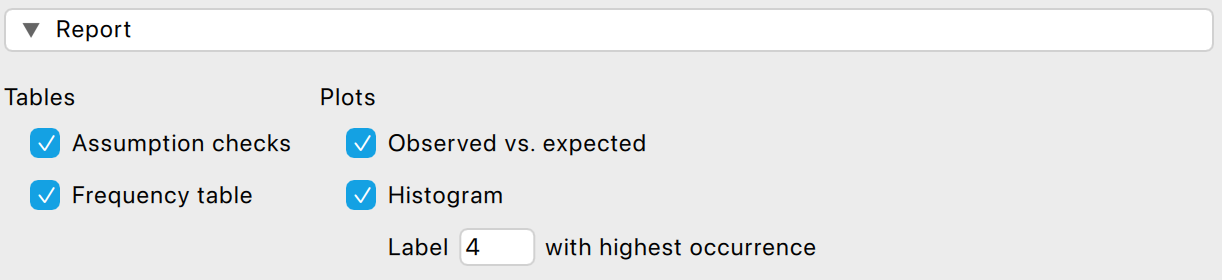 Report
Tables
Plots
Assumption checks
Observed vs. expected
Frequency table
Histogram
Label 4 with highest occurrence